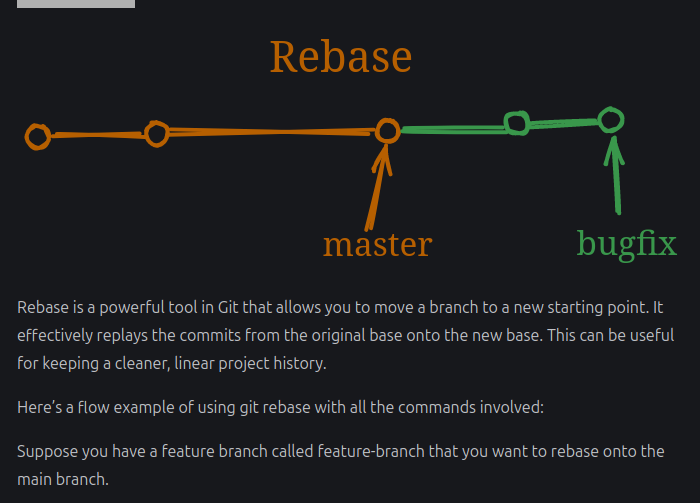 Rebase
master
bugfix
Rebase is a powerful tool in Git that allows you to move a branch to a new starting point. It
effectively replays the commits from the original base onto the new base. This can be useful
for keeping a cleaner, linear project history.
Here’s a flow example of using git rebase with all the commands involved:
Suppose you have a feature branch called feature-branch that you want to rebase onto the
main branch.